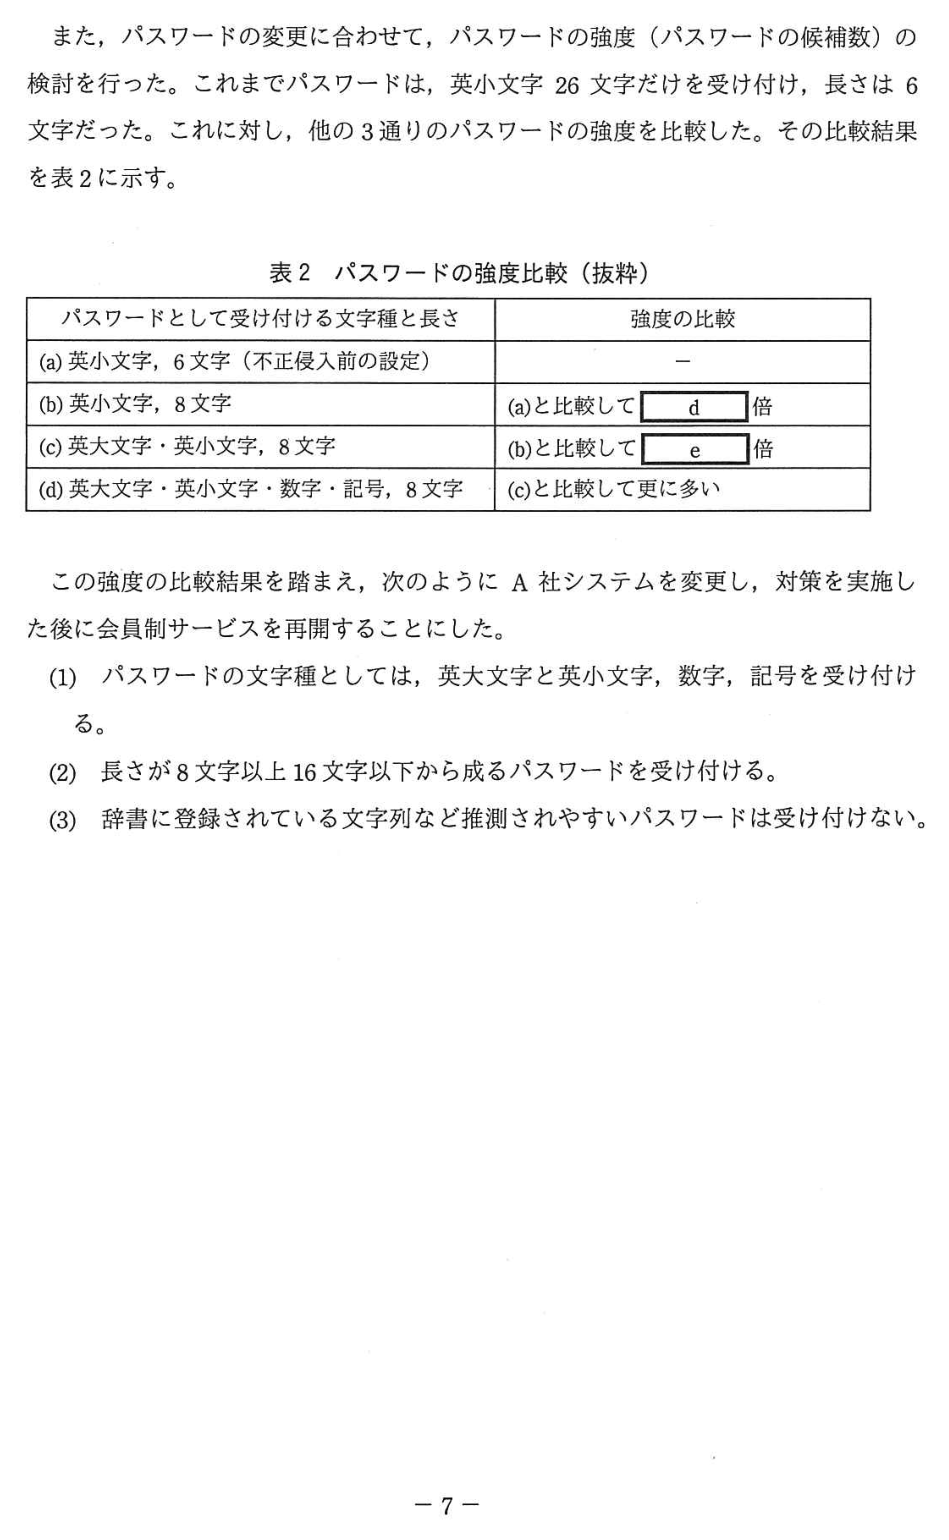 また，パスワードの変更に合わせて，パスワードの強度（パスワードの候補数）の
検討を行った。これまでパスワードは，英小文字 26 文字だけを受け付け，長さは 6
文字だった。これに対し，他の 3 通りのパスワードの強度を比較した。その比較結果
を表 2 に示す。
表 2　パスワードの強度比較（抜粋）
パスワードとして受け付ける文字種と長さ　強度の比較
(a) 英小文字，6 文字（不正侵入前の設定）　－
(b) 英小文字，8 文字　(a)と比較して d 倍
(c) 英大文字・英小文字，8 文字　(b)と比較して e 倍
(d) 英大文字・英小文字・数字・記号，8 文字　(c)と比較して更に多い
この強度の比較結果を踏まえ，次のように A 社システムを変更し，対策を実施し
た後に会員制サービスを再開することにした。
(1)　パスワードの文字種としては，英大文字と英小文字，数字，記号を受け付け
る。
(2)　長さが 8 文字以上 16 文字以下から成るパスワードを受け付ける。
(3)　辞書に登録されている文字列など推測されやすいパスワードは受け付けない。
－ 7 －